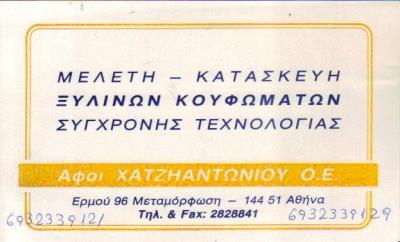 ΜΕΛΕΤΗ – ΚΑΤΑΣΚΕΥΗ
ΞΥΛΙΝΩΝ ΚΟΥΦΩΜΑΤΩΝ
ΣΥΓΧΡΟΝΗΣ ΤΕΧΝΟΛΟΓΙΑΣ
Αφοι ΧΑΤΖΗΑΝΤΩΝΙΟΥ Ο.Ε.
Ερμού 96 Μεταμόρφωση – 144 51 Αθήνα
Τηλ. & Fax: 2828841
6932339121 6932339129